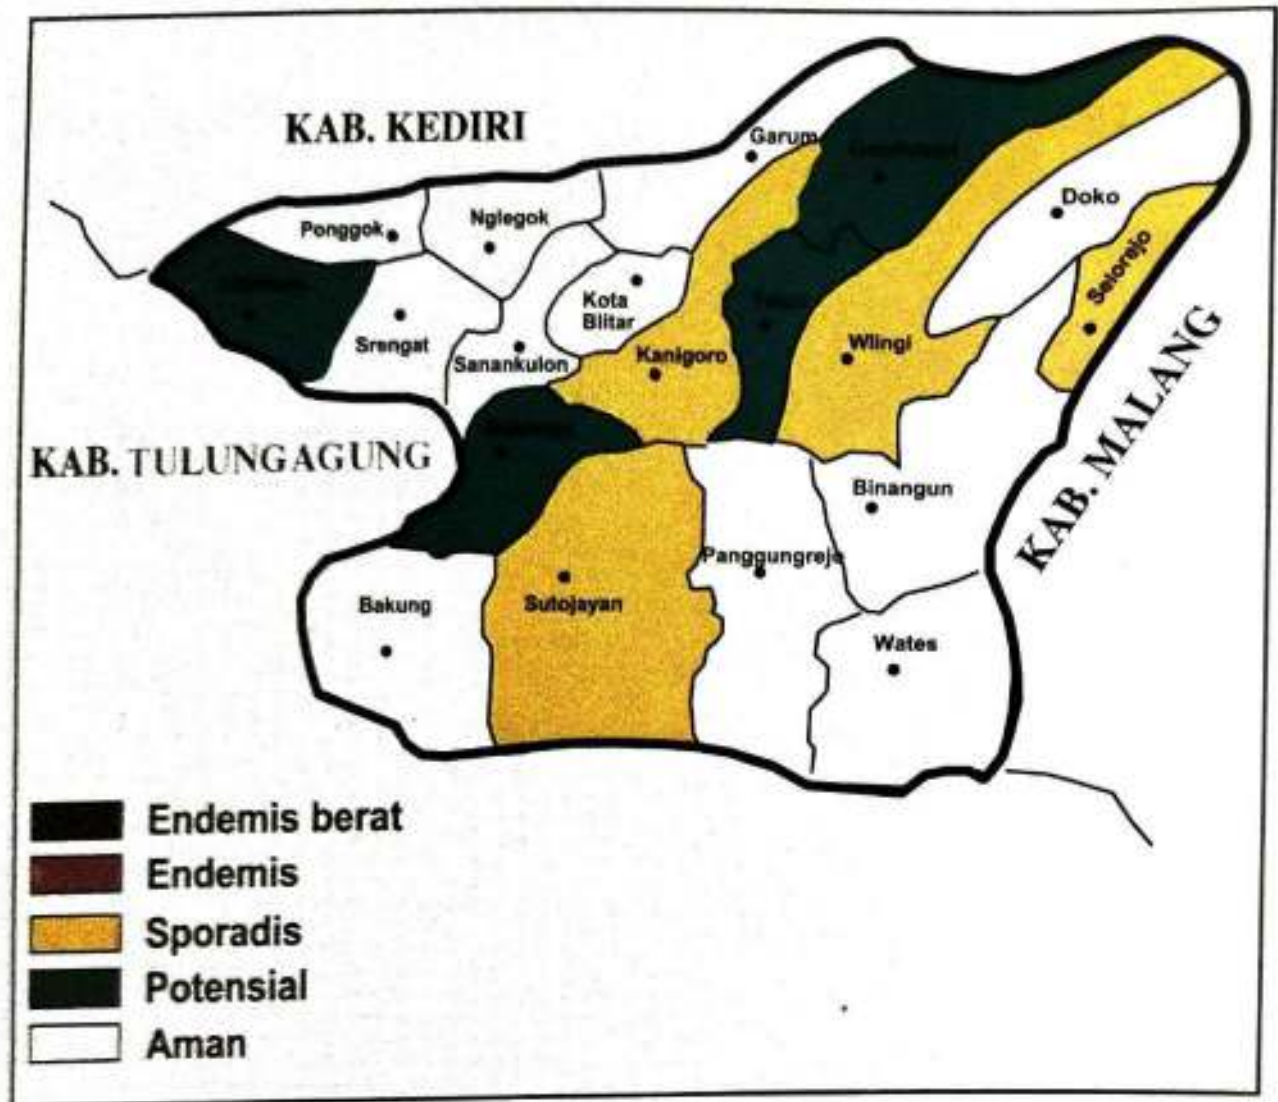 KAB. KEDIRI
Garum
Doko
Ponggok
Nglegok
Selorejo
Kota
Blitar
Srengat
Sanankulon
Kanigoro
Wlingi
KAB. TULUNGAGUNG
KAB. MALANG
Binangun
Panggungrejo
Bakung
Sutojayan
Wates
Endemis berat
Endemis
Sporadis
Potensial
Aman